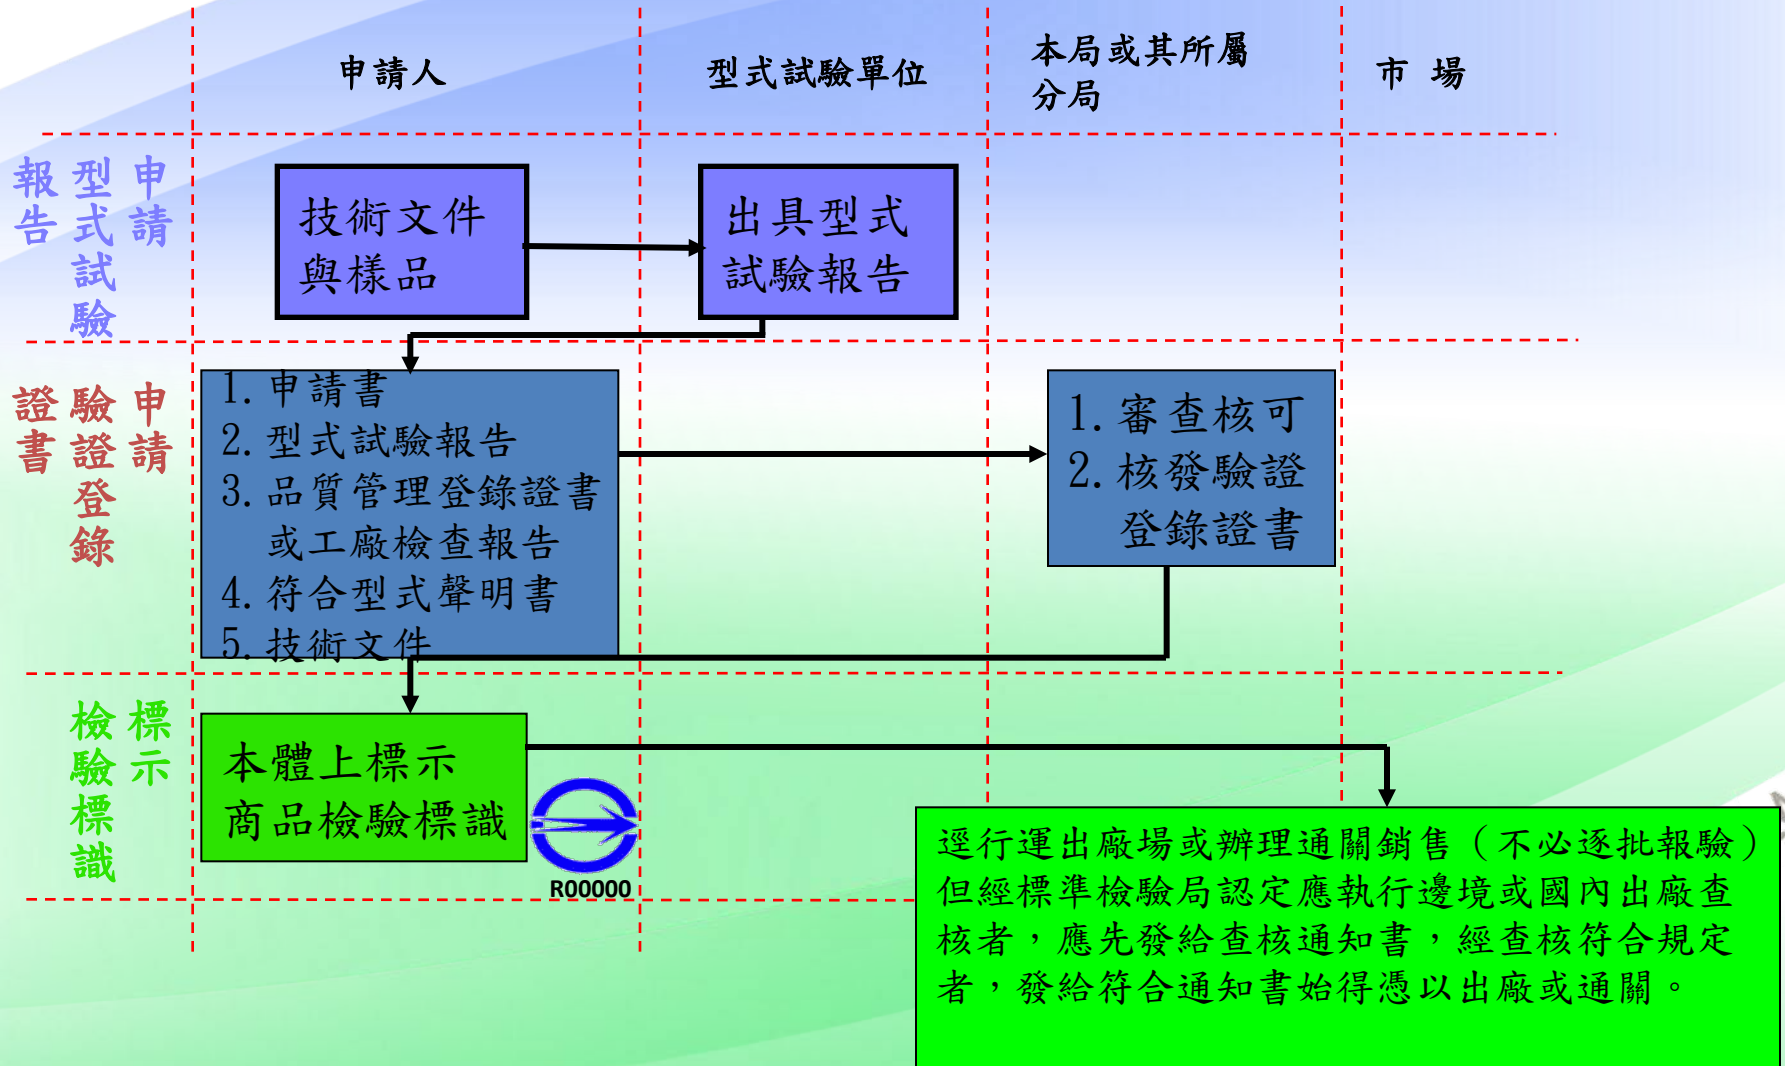 申請人
型式試驗單位
本局或其所屬
分局
市 場
申請
型式試驗
報告
技術文件
與樣品
出具型式
試驗報告
申請
驗證登錄
證書
1. 申請書
2. 型式試驗報告
3. 品質管理登錄證書
或工廠檢查報告
4. 符合型式聲明書
5. 技術文件
1. 審查核可
2. 核發驗證
登錄證書
標示
檢驗標識
本體上標示
商品檢驗標識
R00000
逕行運出廠場或辦理通關銷售（不必逐批報驗）
但經標準檢驗局認定應執行邊境或國內出廠查
核者，應先發給查核通知書，經查核符合規定
者，發給符合通知書始得憑以出廠或通關。